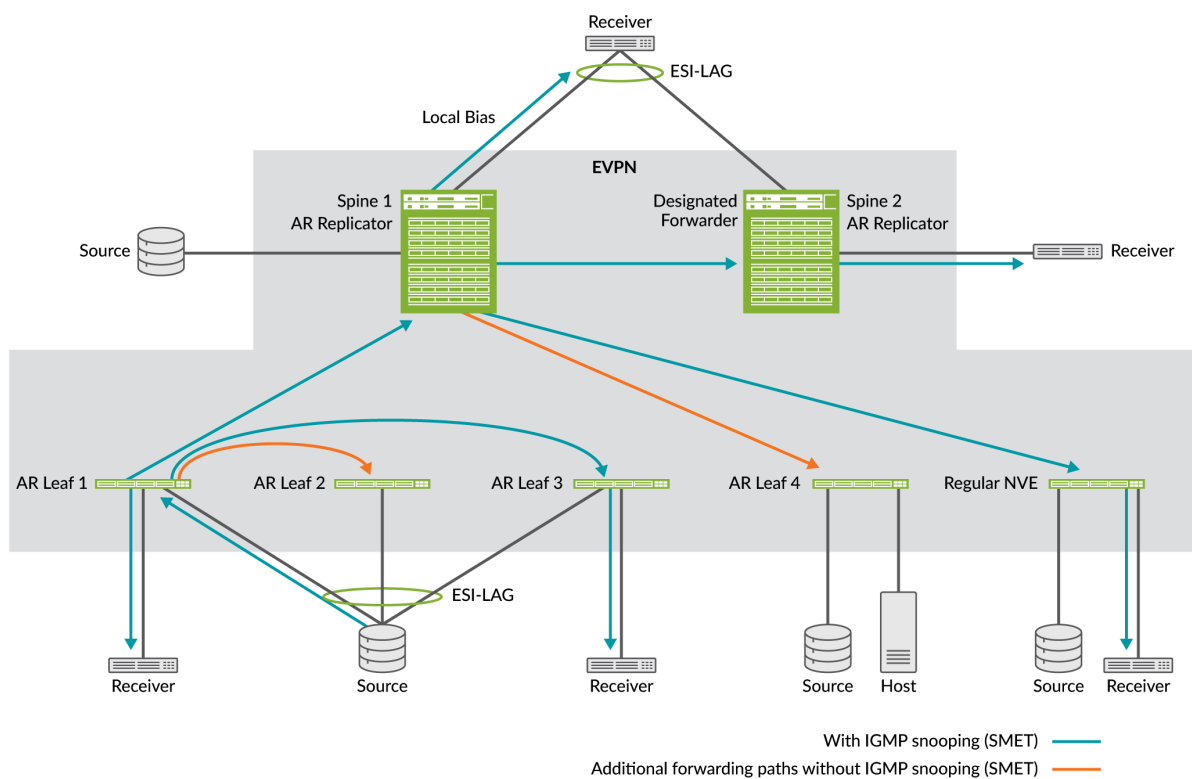 Receiver
ESI-LAG
Local Bias
EVPN
Spine 1
AR Replicator
Designated
Forwarder
Spine 2
AR Replicator
Source
Receiver
AR Leaf 1
AR Leaf 2
AR Leaf 3
AR Leaf 4
Regular NVE
ESI-LAG
Receiver
Source
Receiver
Source
Host
Source
Receiver
With IGMP snooping (SMET)
Additional forwarding paths without IGMP snooping (SMET)